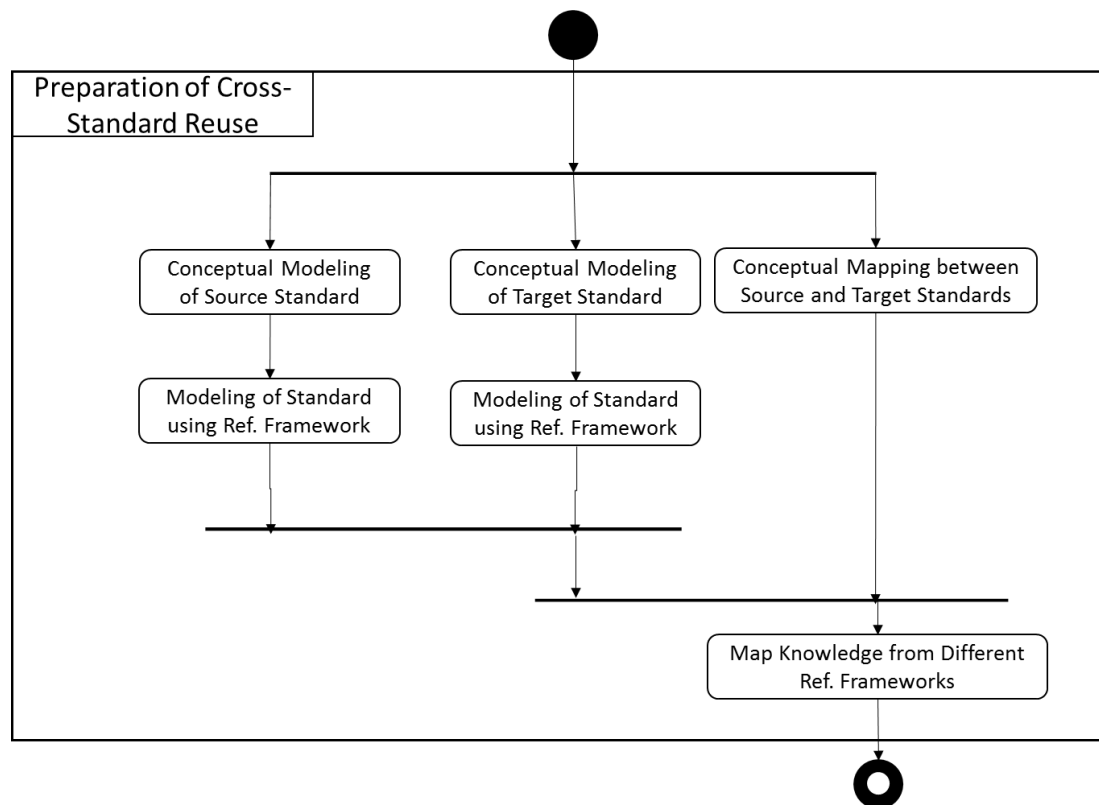 Preparation of Cross-
Standard Reuse
Conceptual Modeling
of Source Standard
Conceptual Modeling
of Target Standard
Conceptual Mapping between
Source and Target Standards
Modeling of Standard
using Ref. Framework
Modeling of Standard
using Ref. Framework
Map Knowledge from Different
Ref. Frameworks